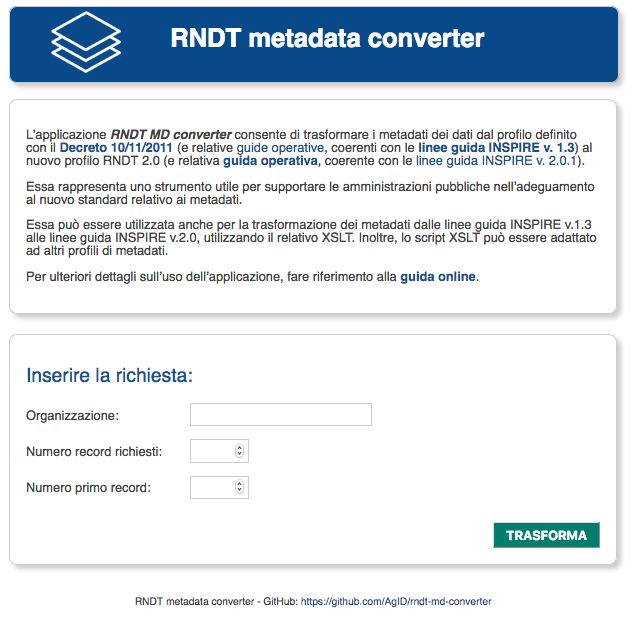 RNDT metadata converter
L'applicazione RNDT MD converter consente di trasformare i metadati dei dati dal profilo definito
con il Decreto 10/11/2011 (e relative guide operative, coerenti con le linee guida INSPIRE v. 1.3) al
nuovo profilo RNDT 2.0 (e relativa guida operativa, coerente con le linee guida INSPIRE v. 2.0.1).
Essa rappresenta uno strumento utile per supportare le amministrazioni pubbliche nell'adeguamento
al nuovo standard relativo ai metadati.
Essa può essere utilizzata anche per la trasformazione dei metadati dalle linee guida INSPIRE v.1.3
alle linee guida INSPIRE v.2.0, utilizzando il relativo XSLT. Inoltre, lo script XSLT può essere adattato
ad altri profili di metadati.
Per ulteriori dettagli sull'uso dell'applicazione, fare riferimento alla guida online.
Inserire la richiesta:
Organizzazione:
Numero record richiesti:
Numero primo record:
TRASFORMA
RNDT metadata converter - GitHub: https://github.com/AgID/rndt-md-converter